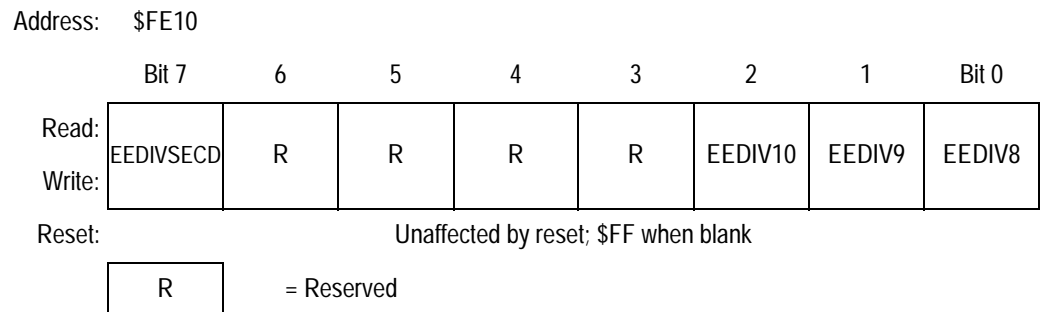 Address: $FE10
Bit 7 6 5 4 3 2 1 Bit 0
Read:
EEDIVSECD R R R R EEDIV10 EEDIV9 EEDIV8
Write:
Reset: Unaffected by reset; $FF when blank
R = Reserved